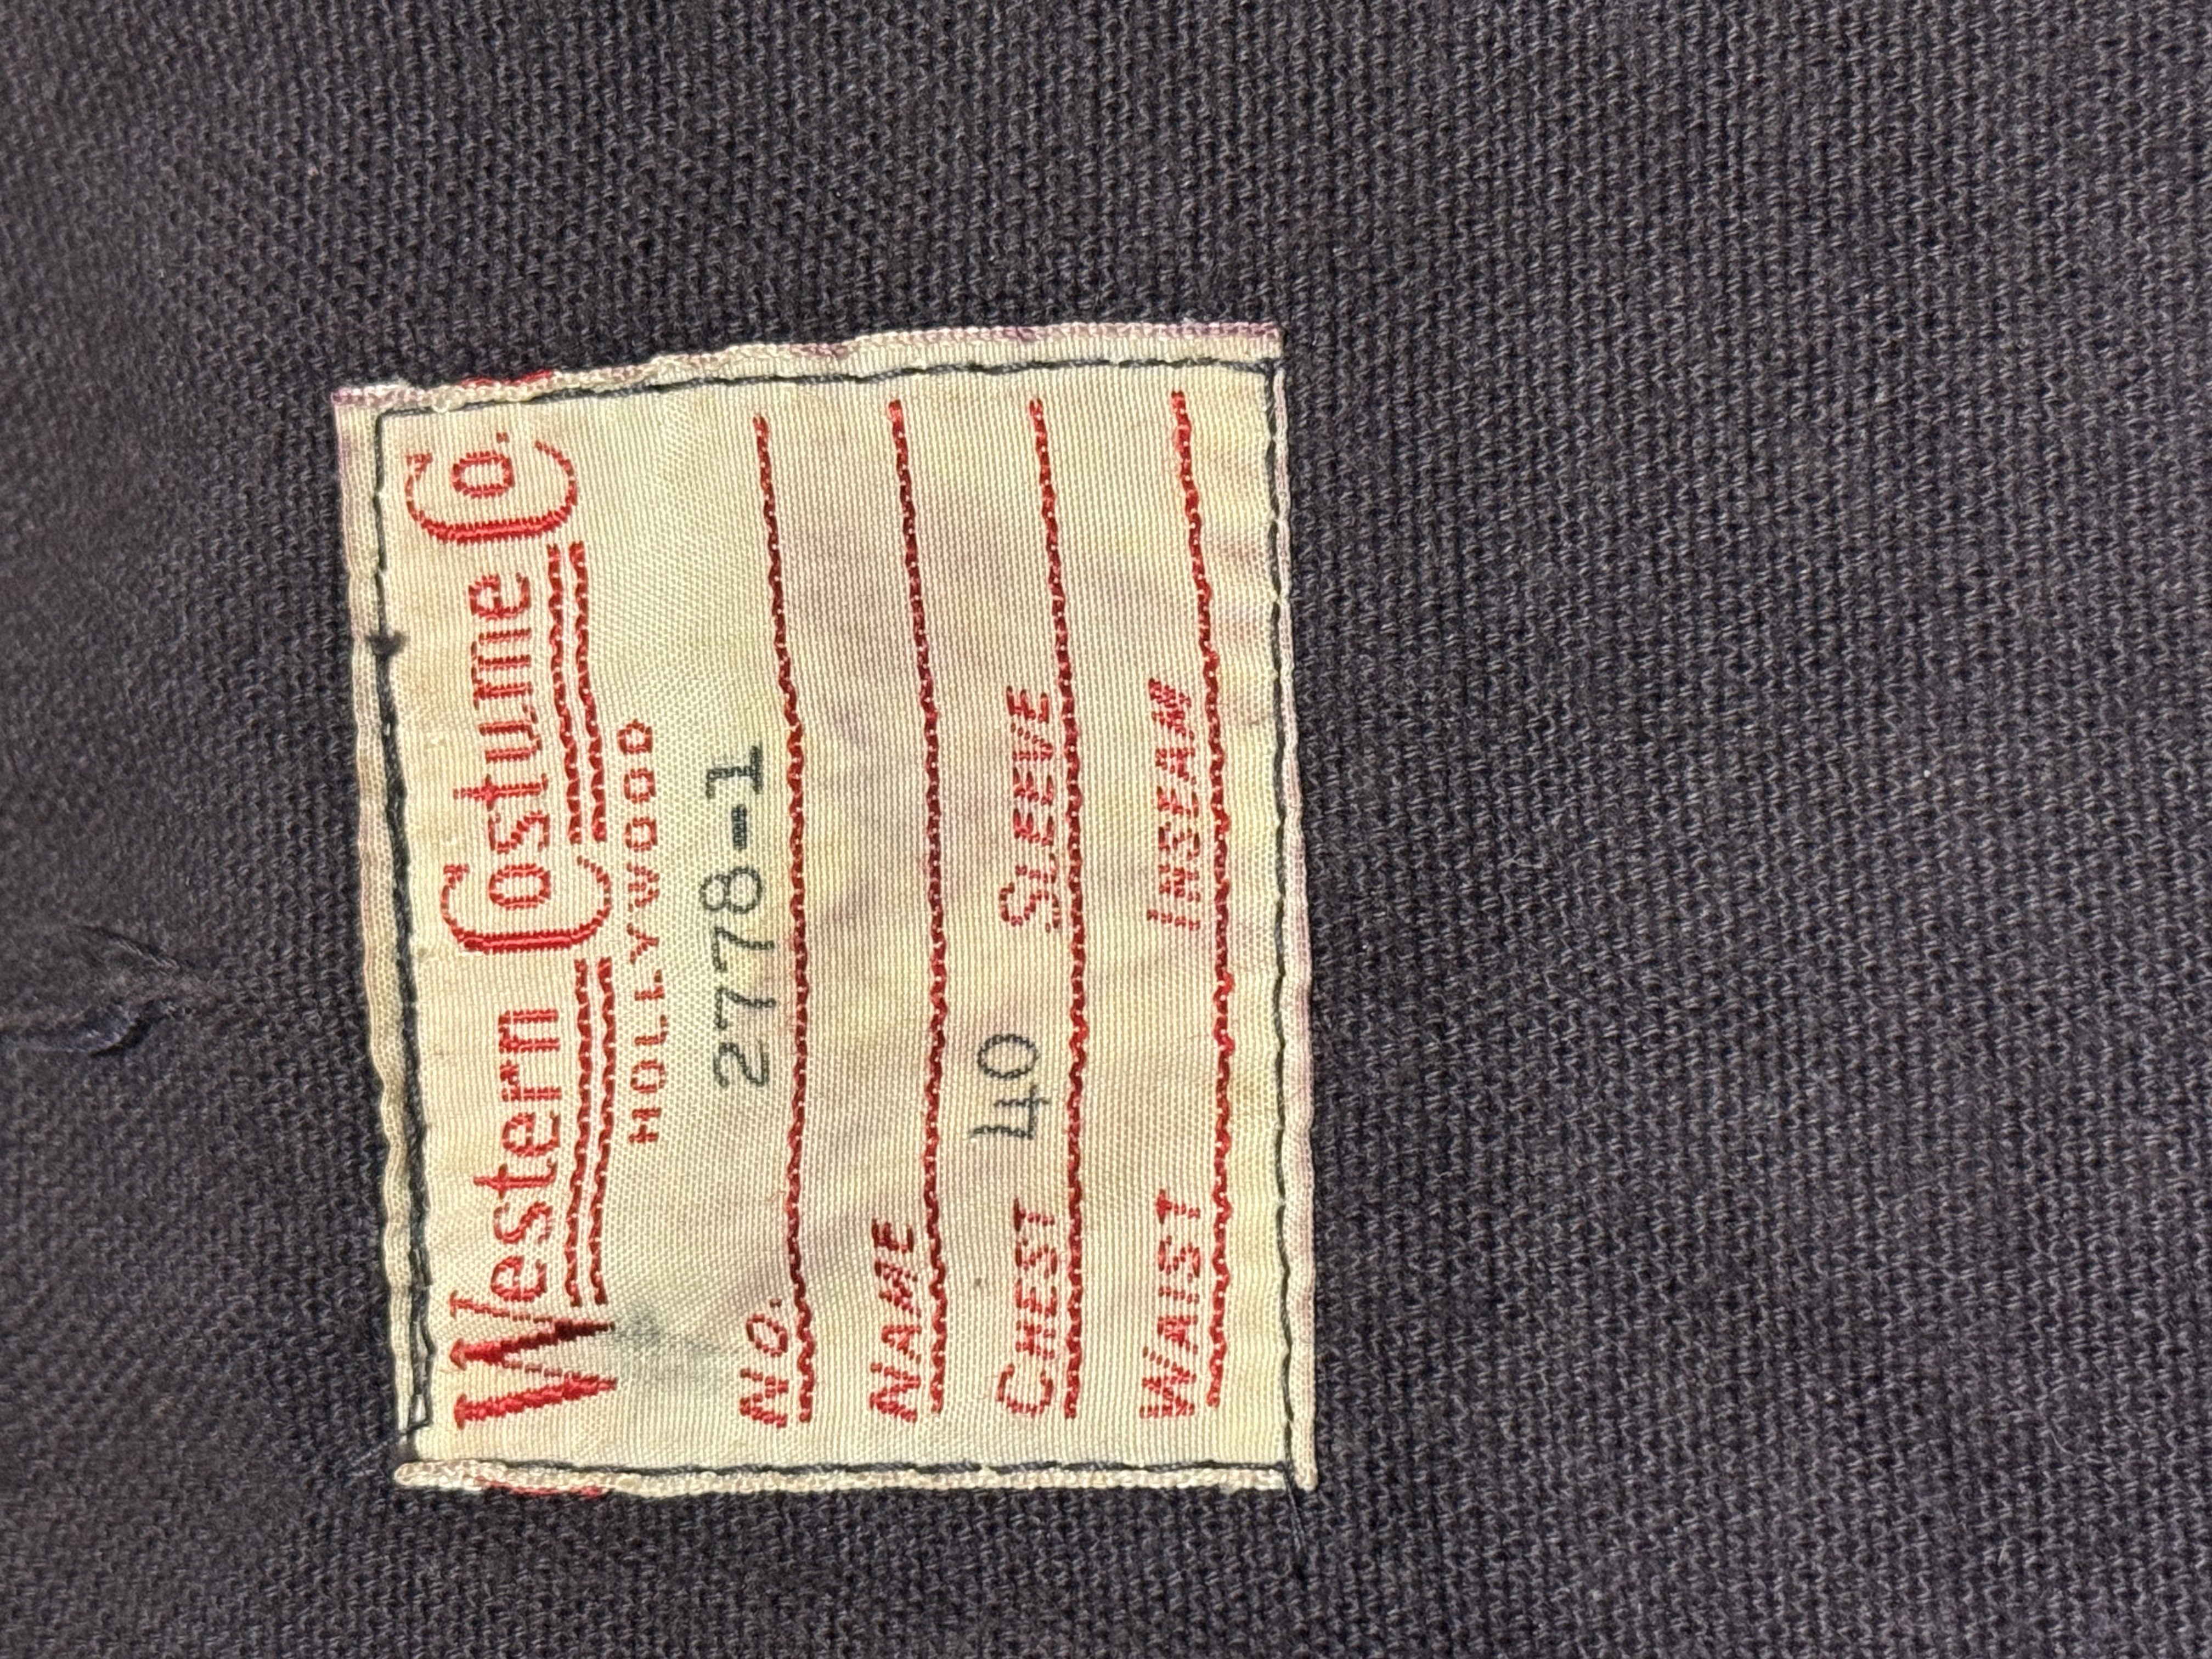 Western Costume Co.
HOLLYWOOD
No. 2778-1
NAME
CHEST 40 SLEEVE
WAIST INSEAM